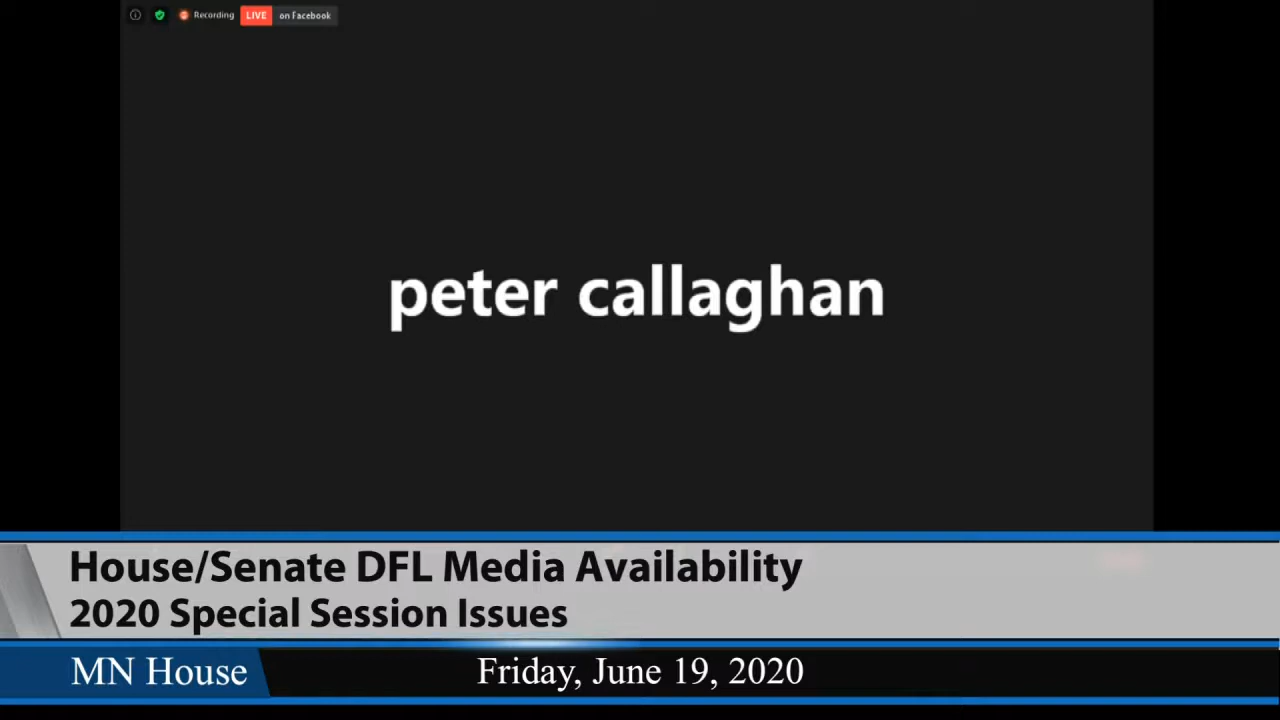 Recording LIVE on Facebook
peter callaghan
House/Senate DFL Media Availability
2020 Special Session Issues
MN House Friday, June 19, 2020